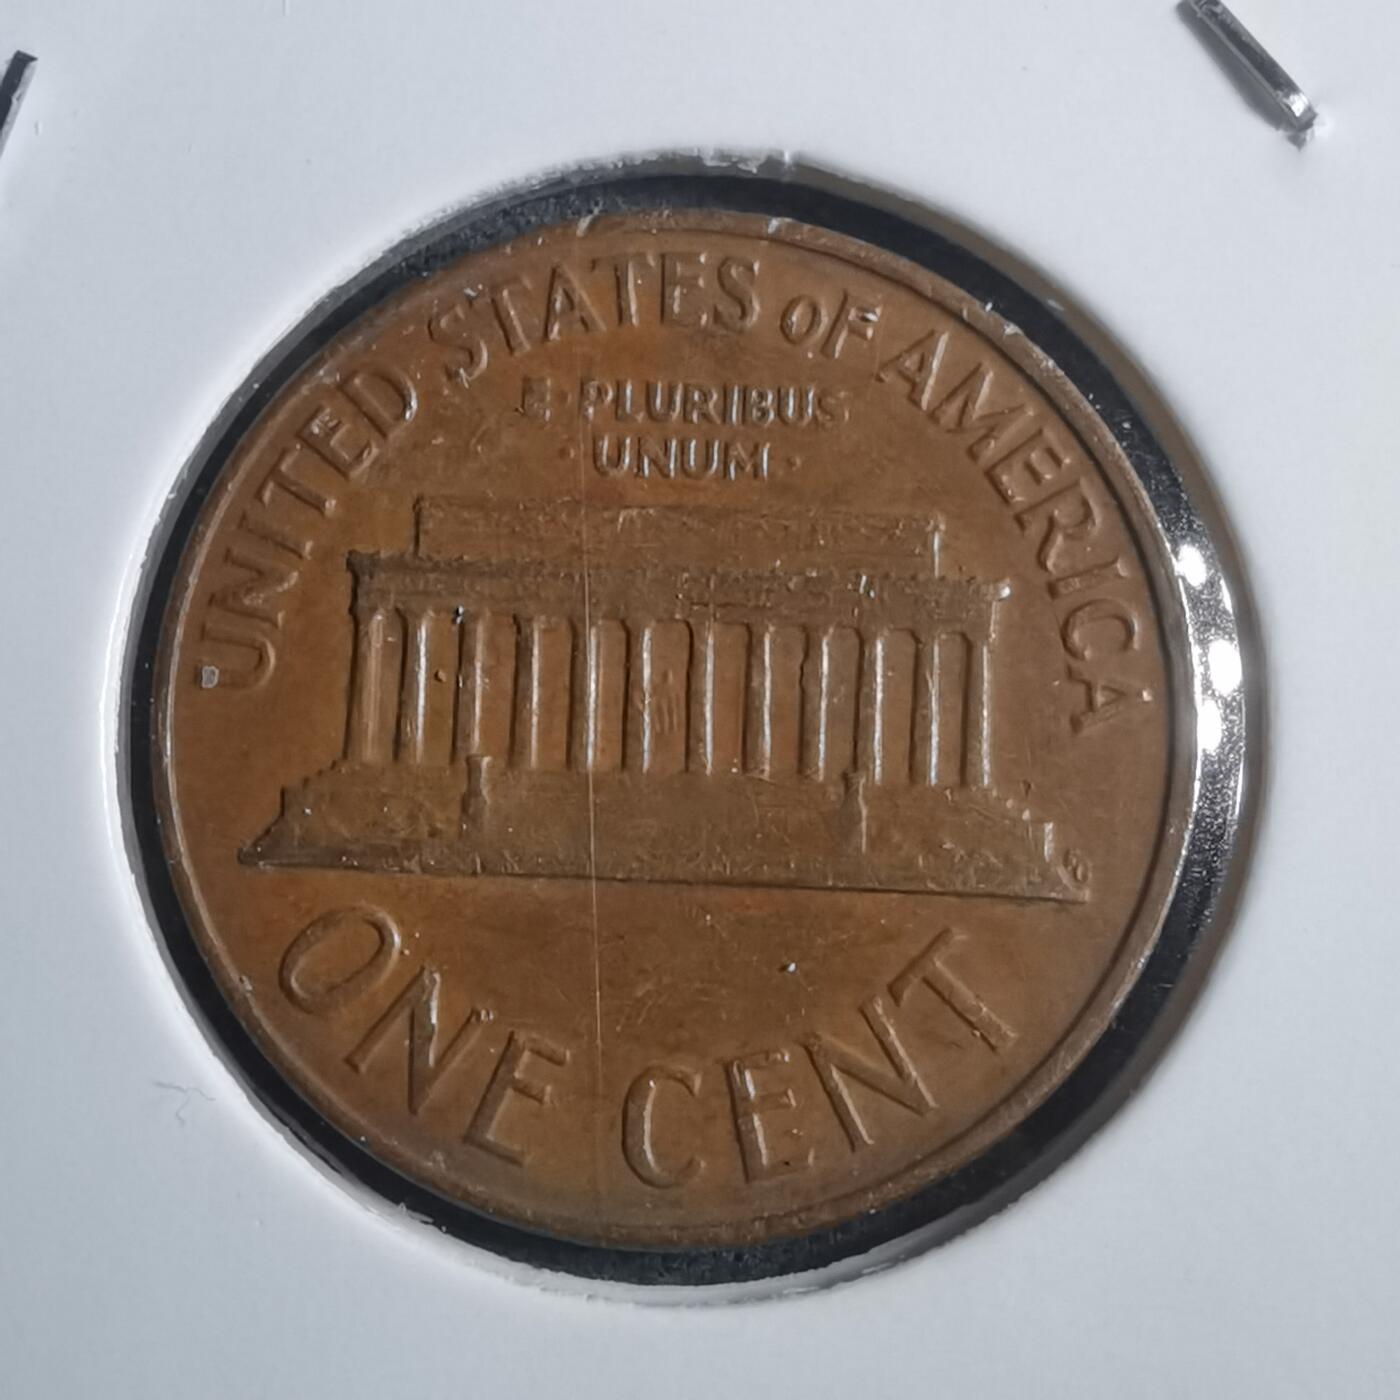 UNITED STATES OF AMERICA
E · PLURIBUS
· UNUM ·
ONE CENT